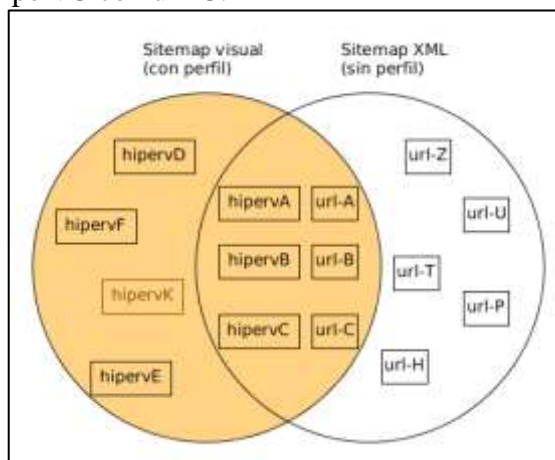 Sitemap visual
(con perfil)
Sitemap XML
(sin perfil)
hipervD
url-Z
hipervA
url-A
url-U
hipervF
hipervB
url-B
url-T
hipervK
url-P
hipervC
url-C
url-H
hipervE